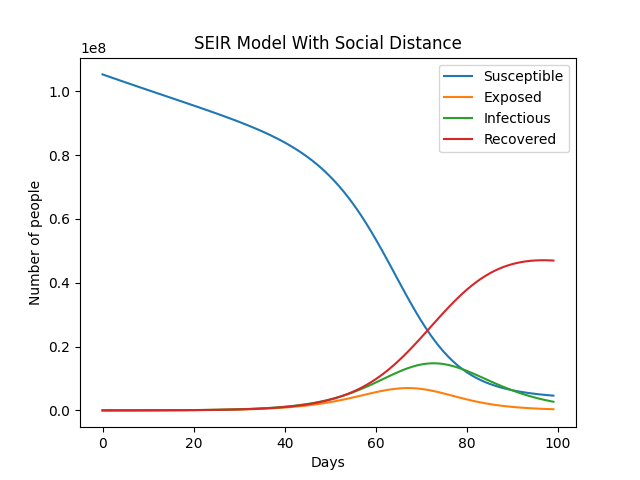 SEIR Model With Social Distance
1e8
Susceptible
Exposed
Infectious
Recovered
Number of people
1.0
0.8
0.6
0.4
0.2
0.0
0 20 40 60 80 100
Days